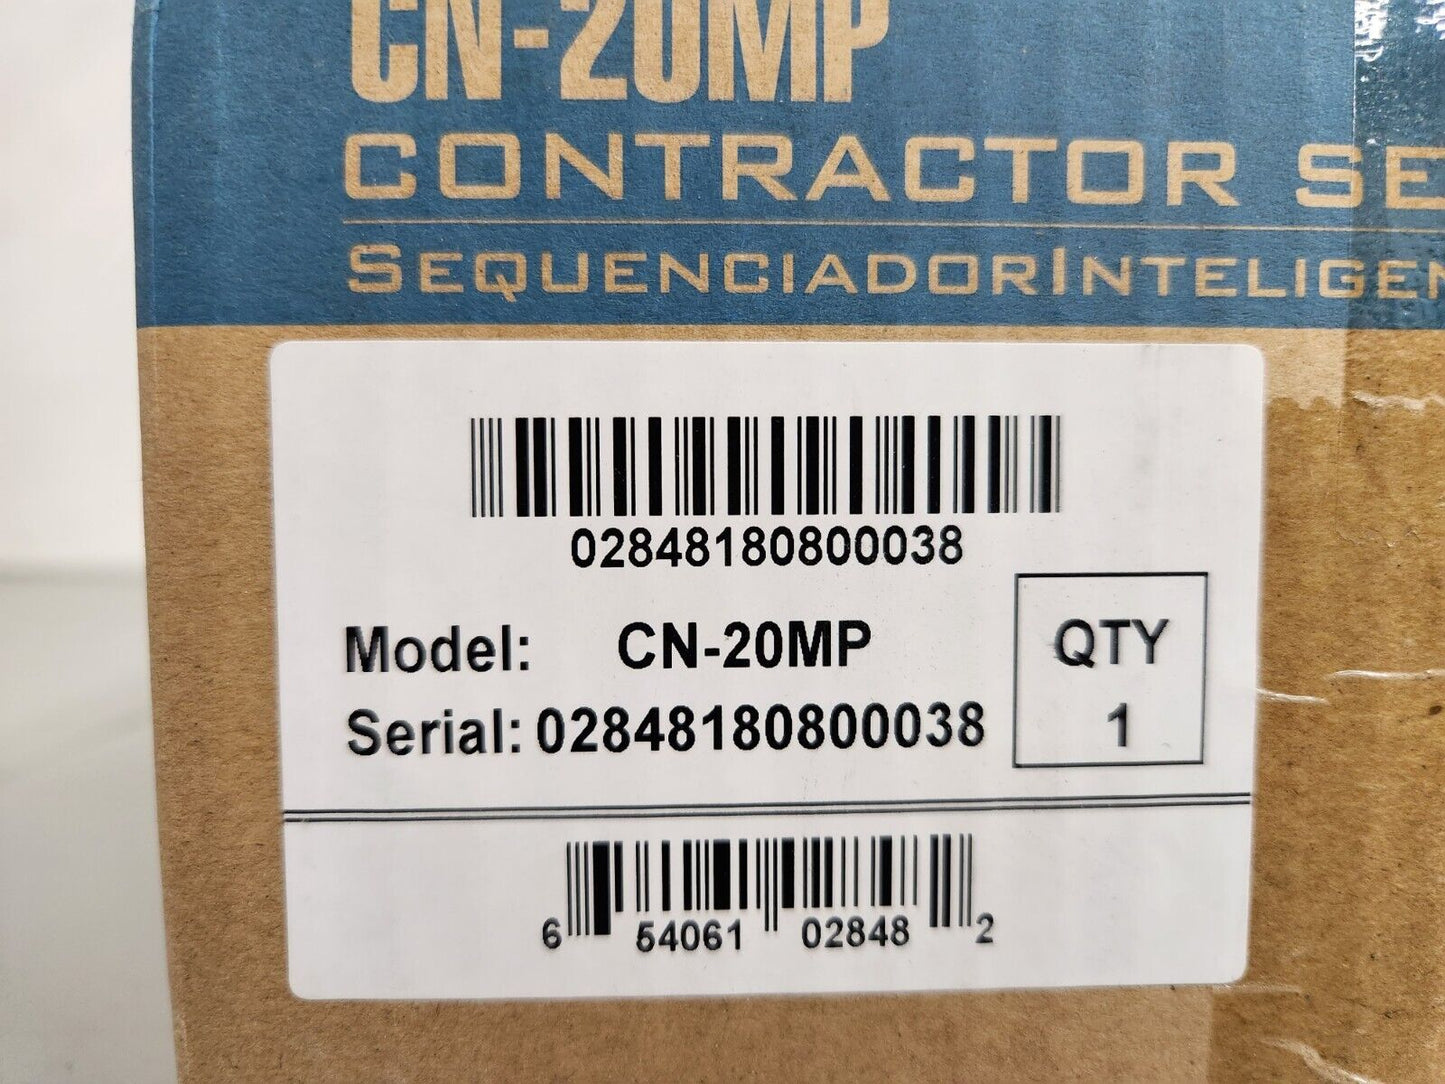 CN-20MP
CONTRACTOR SE
SEQUENCIADORINTELIGEN
02848180800038
Model: CN-20MP
Serial: 02848180800038
QTY
1
6 54061 02848 2